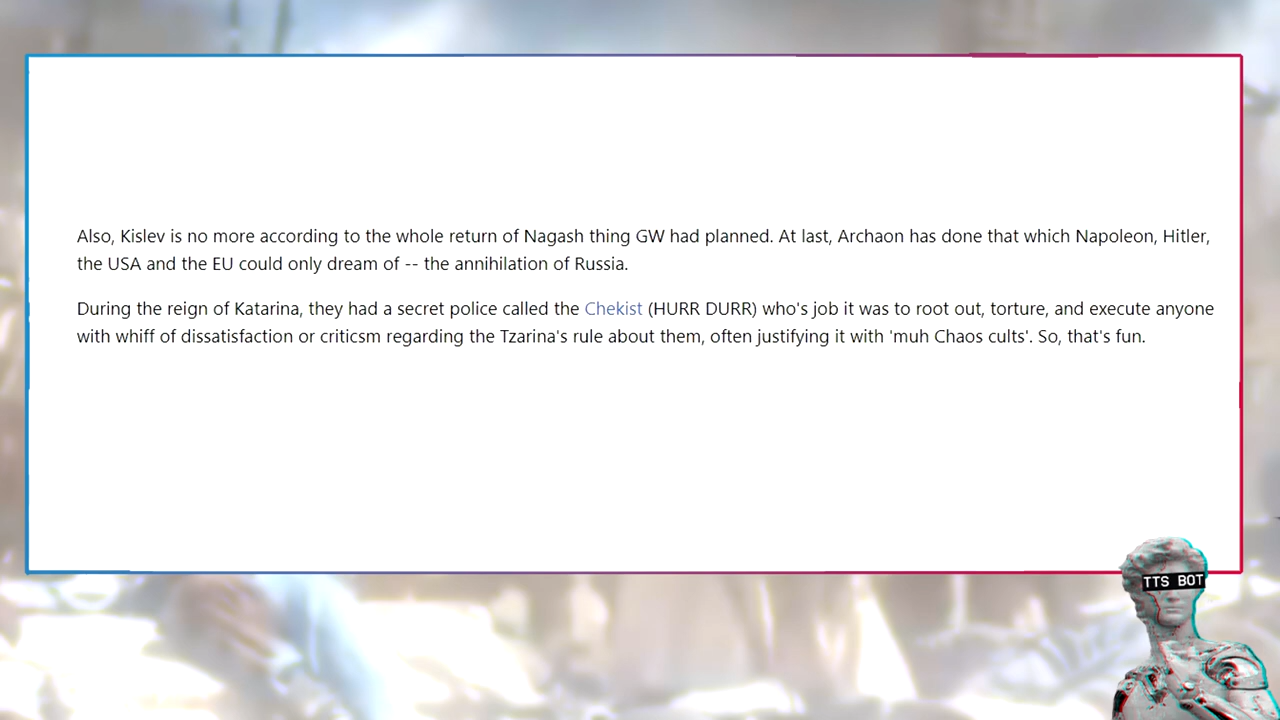 Also, Kislev is no more according to the whole return of Nagash thing GW had planned. At last, Archaon has done that which Napoleon, Hitler,
the USA and the EU could only dream of -- the annihilation of Russia.
During the reign of Katarina, they had a secret police called the Chekist (HURR DURR) who's job it was to root out, torture, and execute anyone
with whiff of dissatisfaction or criticsm regarding the Tzarina's rule about them, often justifying it with 'muh Chaos cults'. So, that's fun.
TTS BOT